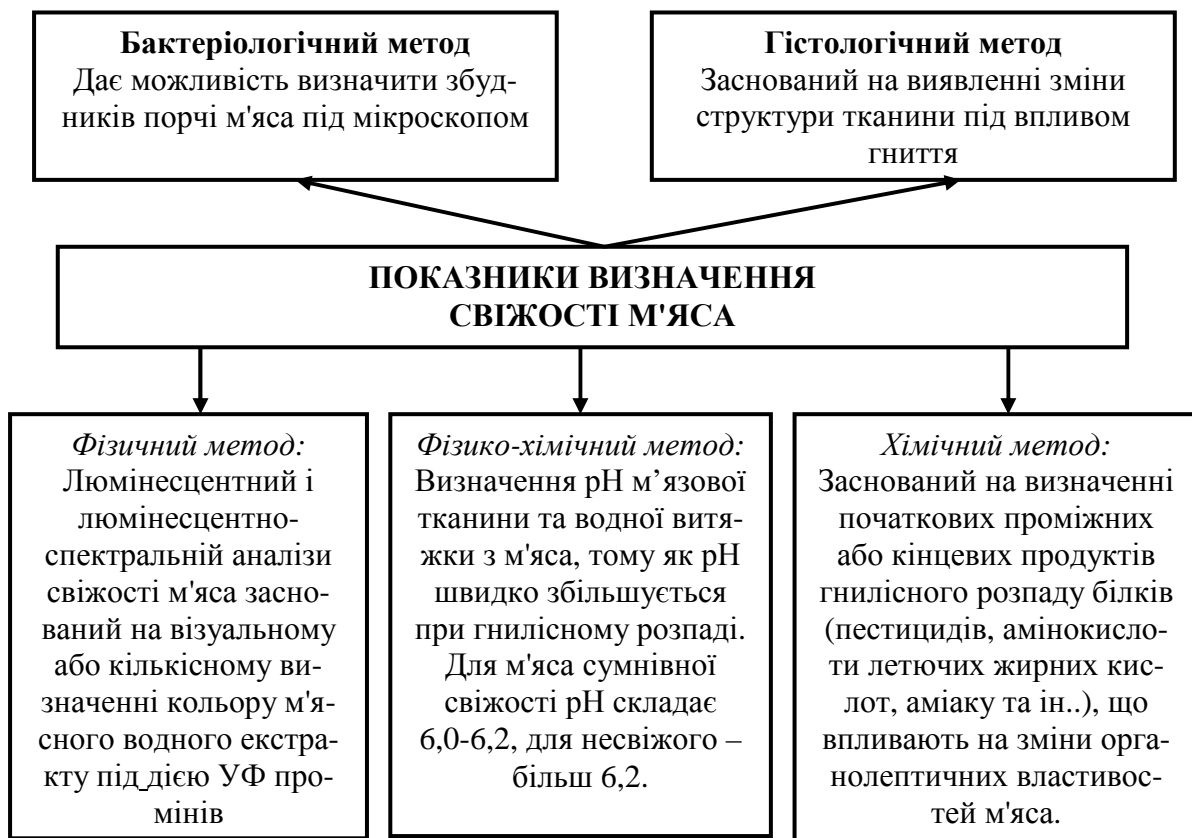 Бактеріологічний метод
Дає можливість визначити збуд-
ників порчі м'яса під мікроскопом
Гістологічний метод
Заснований на виявленні зміни
структури тканини під впливом
гниття
ПОКАЗНИКИ ВИЗНАЧЕННЯ
СВІЖОСТІ М'ЯСА
Фізичний метод:
Люмінесцентний і
люмінесцентно-
спектральній аналізи
свіжості м'яса засно-
ваний на візуальному
або кількісному ви-
значенні кольору м'я-
сного водного екстра-
кту під дією УФ про-
мінів
Фізико-хімічний метод:
Визначення рН м’язової
тканини та водної витя-
жки з м'яса, тому як рН
швидко збільшується
при гнилісному розпаді.
Для м'яса сумнівної
свіжості рН складає
6,0-6,2, для несвіжого –
більш 6,2.
Хімічний метод:
Заснований на визначенні
початкових проміжних
або кінцевих продуктів
гнилісного розпаду білків
(пестицидів, амінокисло-
ти летючих жирних кис-
лот, аміаку та ін..), що
впливають на зміни орга-
нолептичних властивос-
тей м'яса.